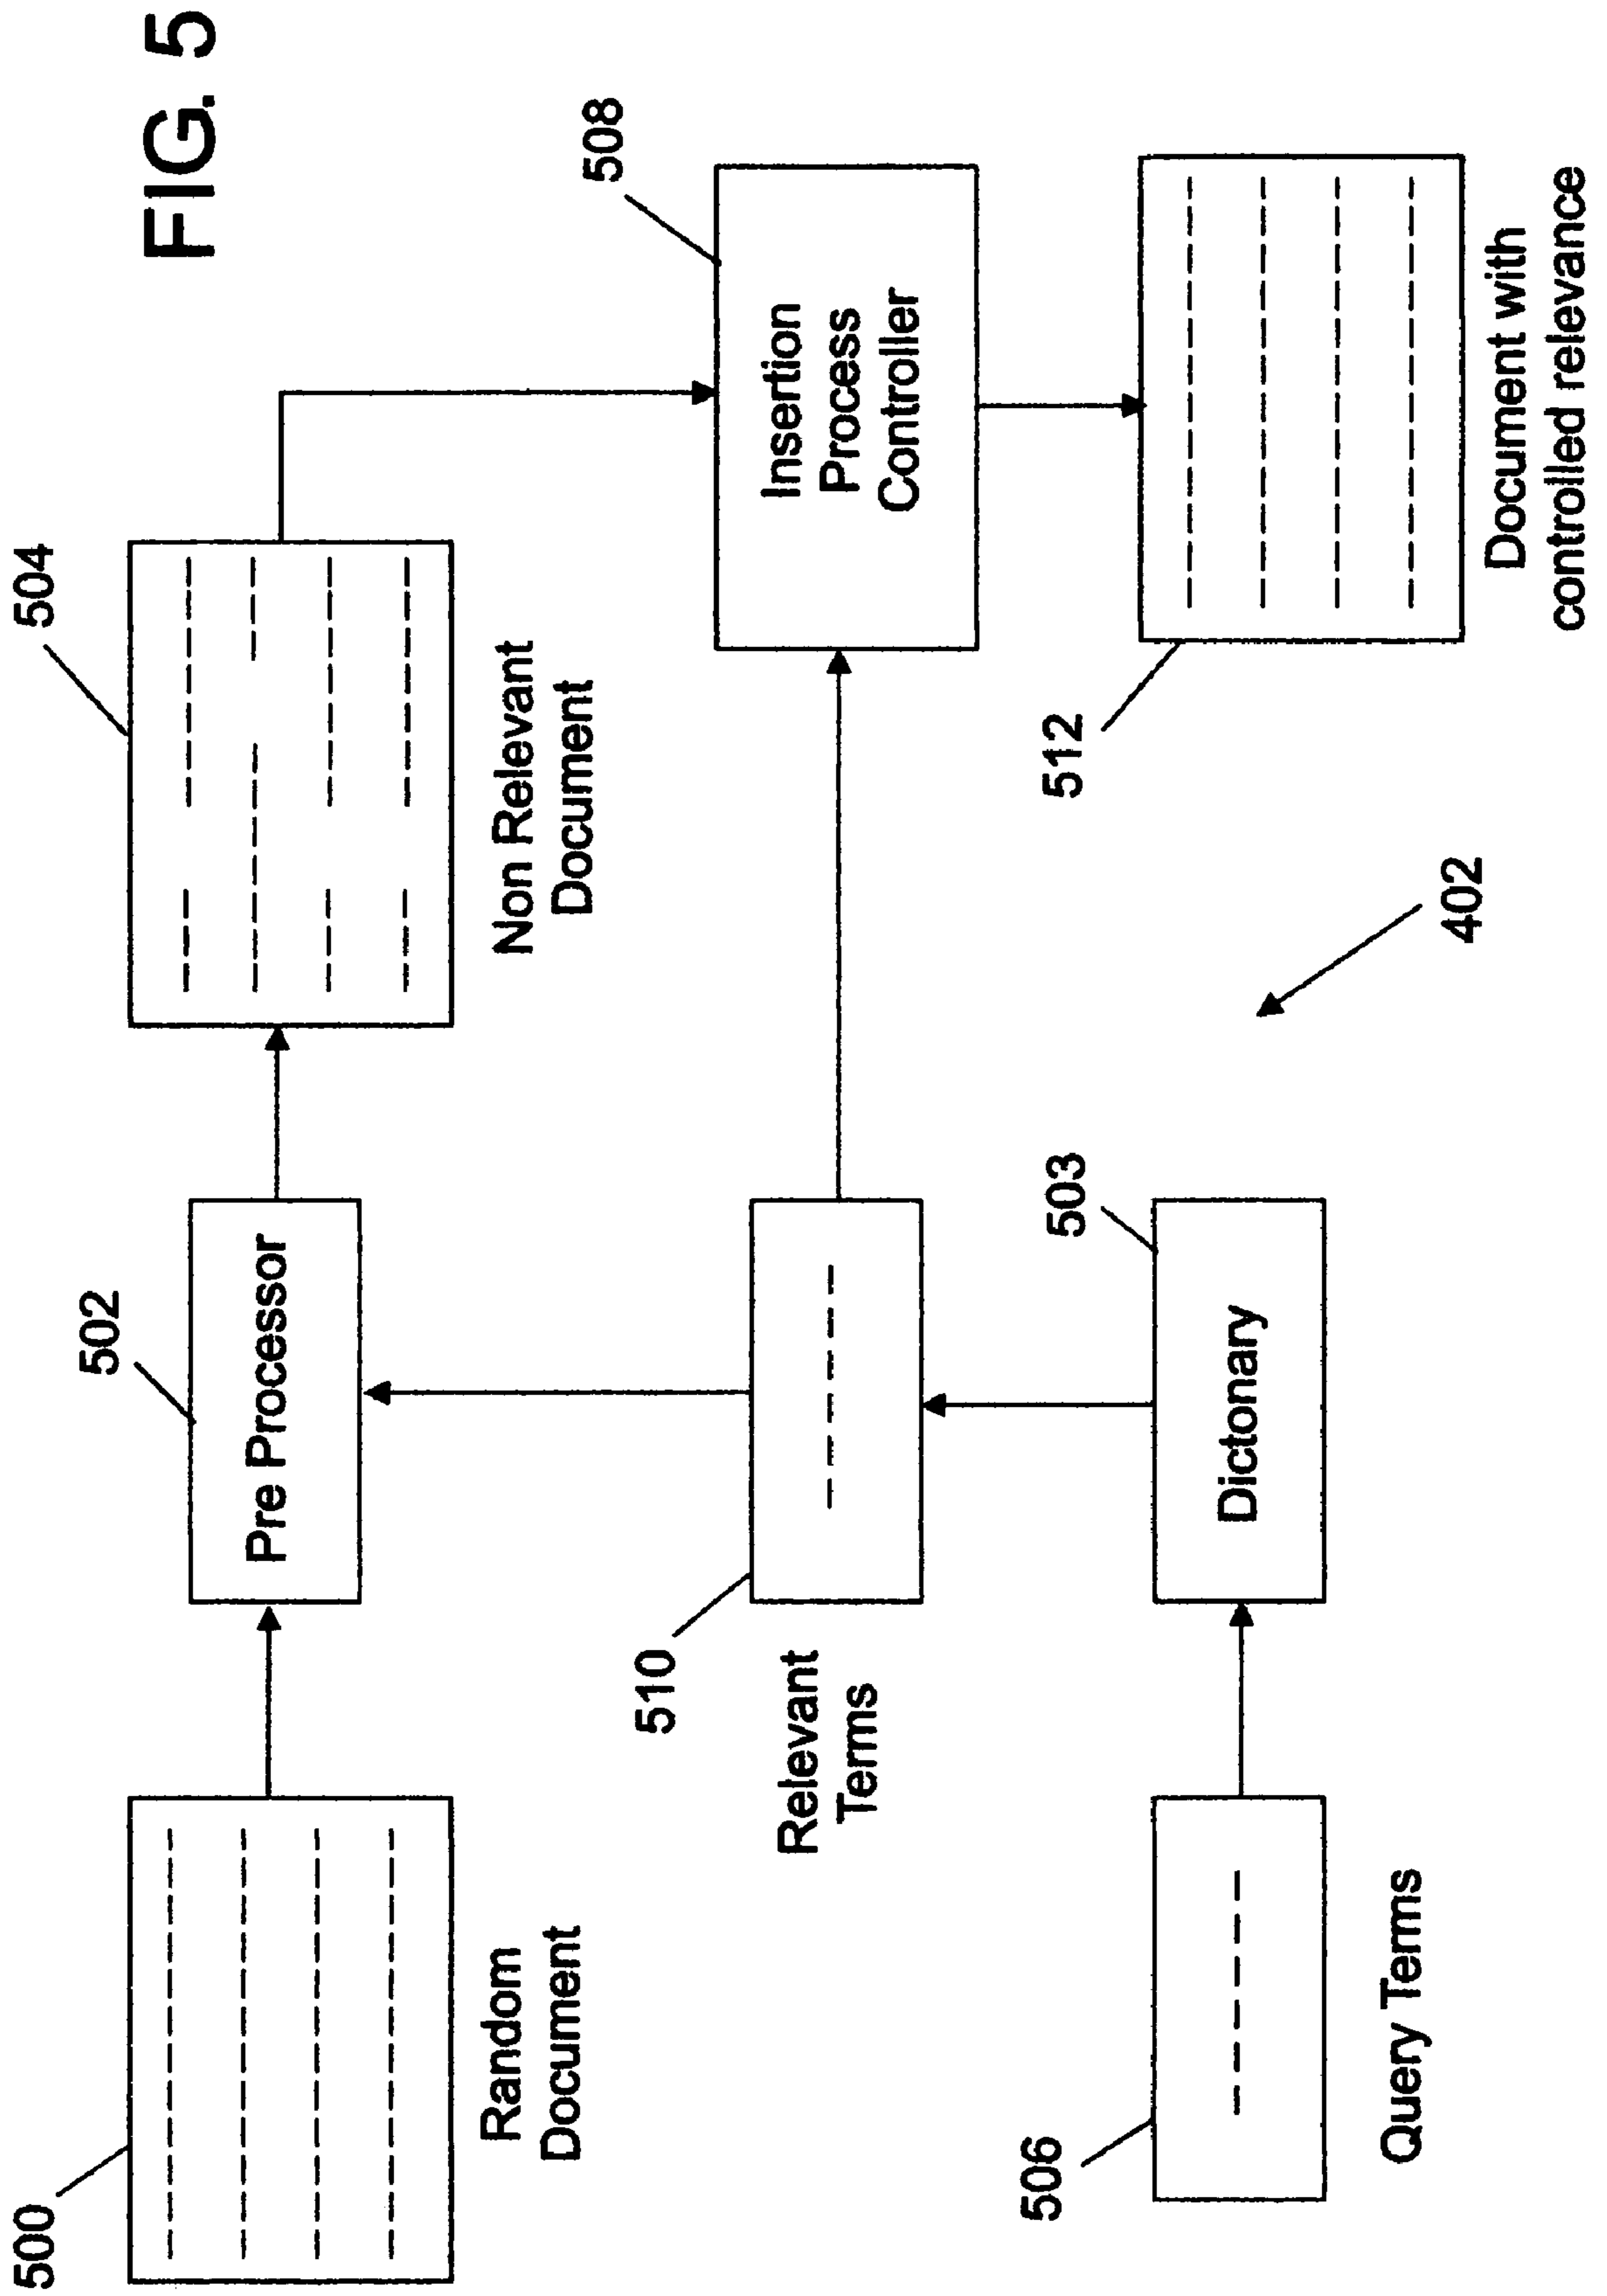 FIG. 5
500
Random
Document
502
Pre Processor
504
Non Relevant
Document
510
Relevant
Terms
508
Insertion
Process
Controller
506
Query Terms
503
Dictonary
512
Document with
controlled relevance
402